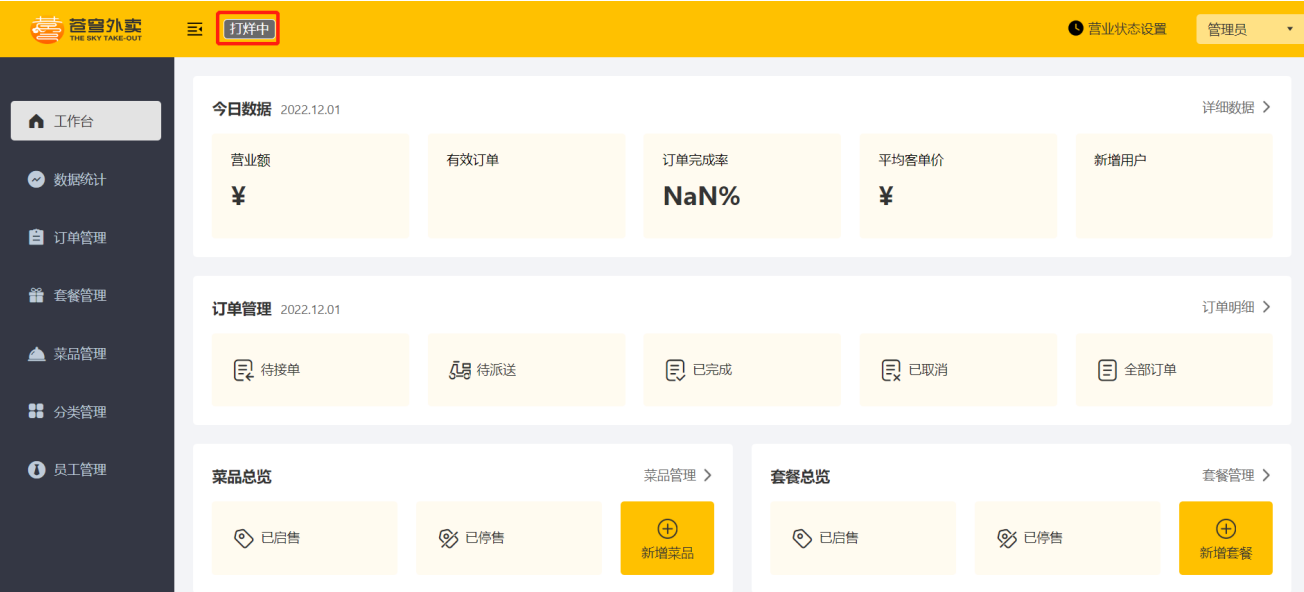 苍穹外卖
THE SKY TAKE-OUT
打烊中
营业状态设置
管理员
工作台
数据统计
订单管理
套餐管理
菜品管理
分类管理
员工管理
今日数据 2022.12.01
详细数据
营业额
¥
有效订单
订单完成率
NaN%
平均客单价
¥
新增用户
订单管理 2022.12.01
订单明细
待接单
待派送
已完成
已取消
全部订单
菜品总览
菜品管理
已启售
已停售
新增菜品
套餐总览
套餐管理
已启售
已停售
新增套餐